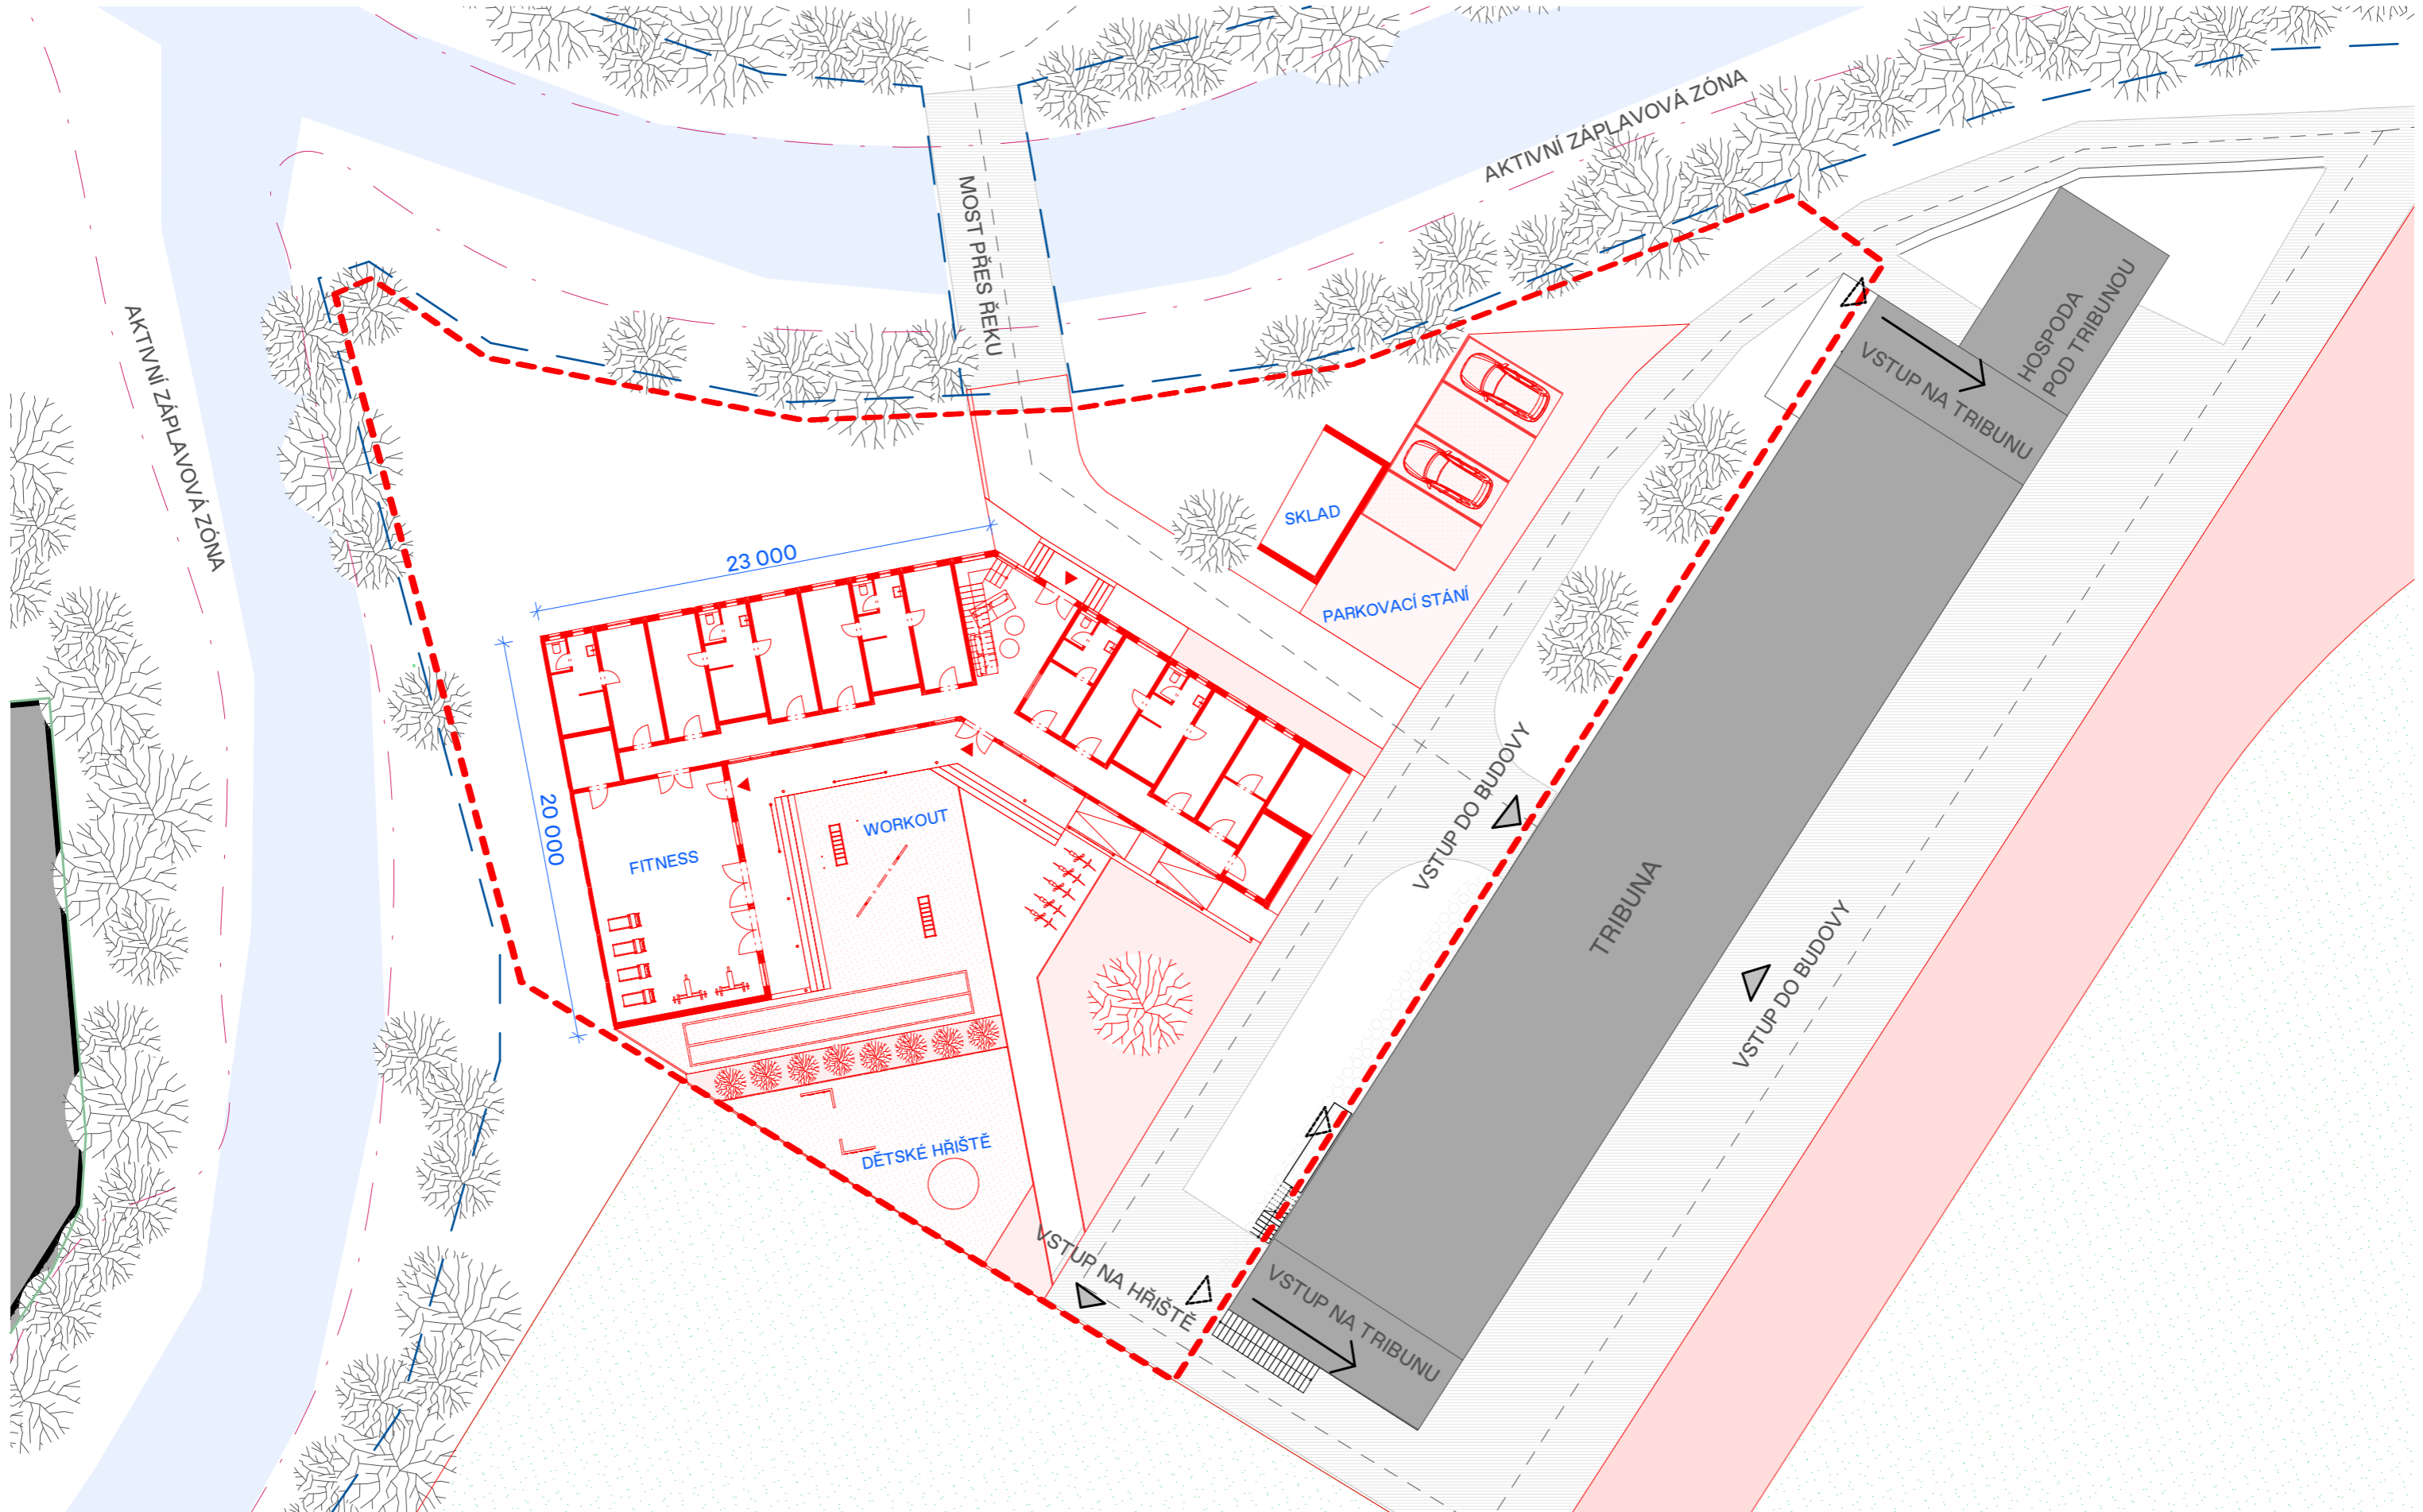 AKTIVNÍ ZÁPLAVOVÁ ZÓNA
MOST PŘES ŘEKU
AKTIVNÍ ZÁPLAVOVÁ ZÓNA
HOSPODA
POD TRIBUNOU
VSTUP NA TRIBUNU
SKLAD
23 000
PARKOVACÍ STÁNÍ
20 000
FITNESS
WORKOUT
VSTUP DO BUDOVY
TRIBUNA
VSTUP DO BUDOVY
DĚTSKÉ HŘIŠTĚ
VSTUP NA HŘIŠTĚ
VSTUP NA TRIBUNU